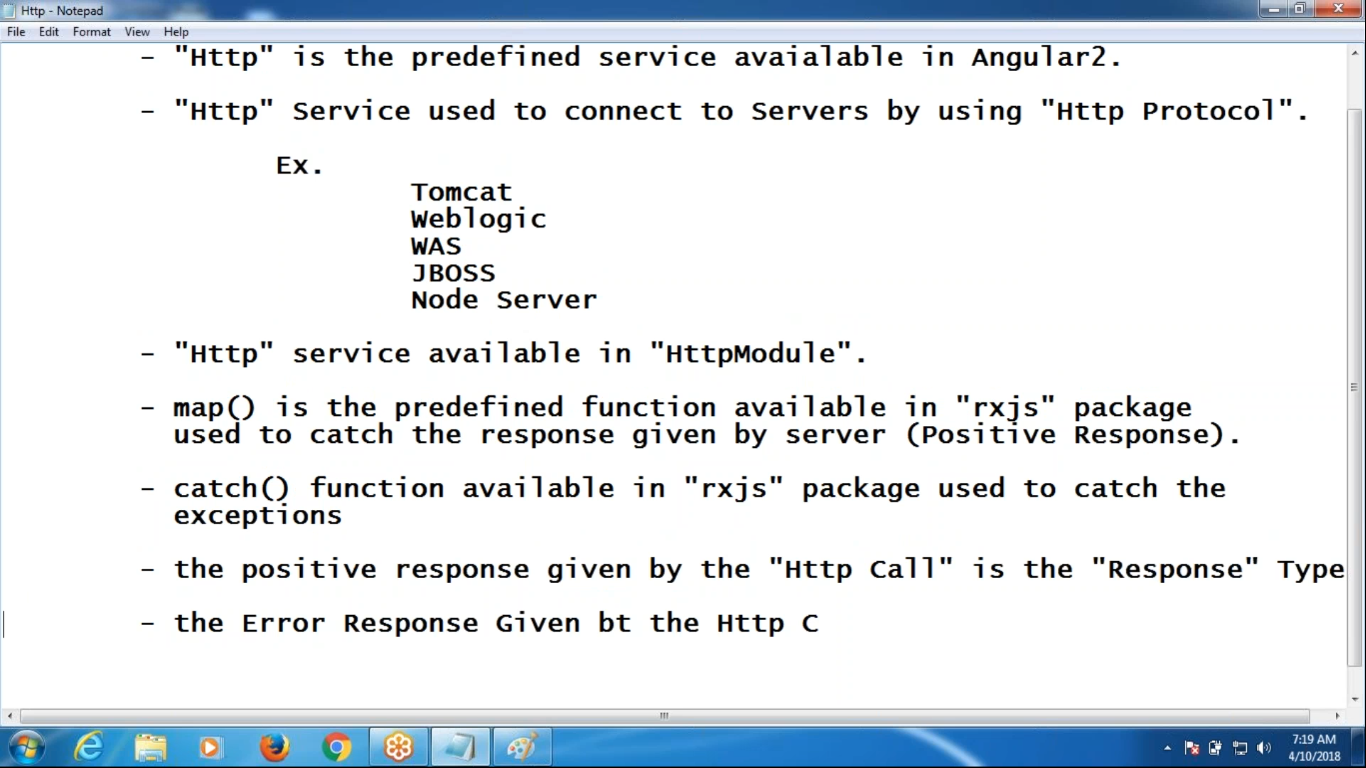 Http - Notepad
File Edit Format View Help
- "Http" is the predefined service avaialable in Angular2.
- "Http" Service used to connect to Servers by using "Http Protocol".
Ex.
Tomcat
Weblogic
WAS
JBOSS
Node Server
- "Http" service available in "HttpModule".
- map() is the predefined function available in "rxjs" package
used to catch the response given by server (Positive Response).
- catch() function available in "rxjs" package used to catch the
exceptions
- the positive response given by the "Http Call" is the "Response" Type
- the Error Response Given bt the Http C
7:19 AM
4/10/2018